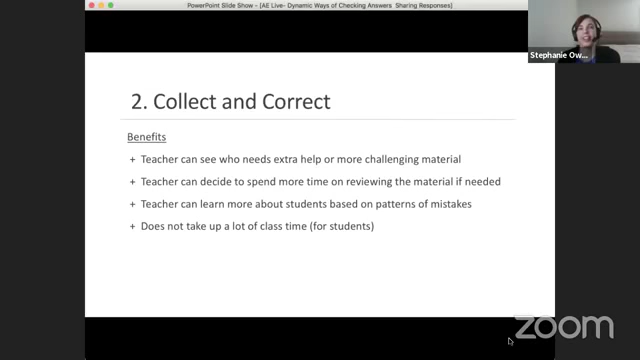 PowerPoint Slide Show - [AE Live- Dynamic Ways of Checking Answers Sharing Responses]
Stephanie Ow...
2. Collect and Correct
Benefits
+ Teacher can see who needs extra help or more challenging material
+ Teacher can decide to spend more time on reviewing the material if needed
+ Teacher can learn more about students based on patterns of mistakes
+ Does not take up a lot of class time (for students)
zoom